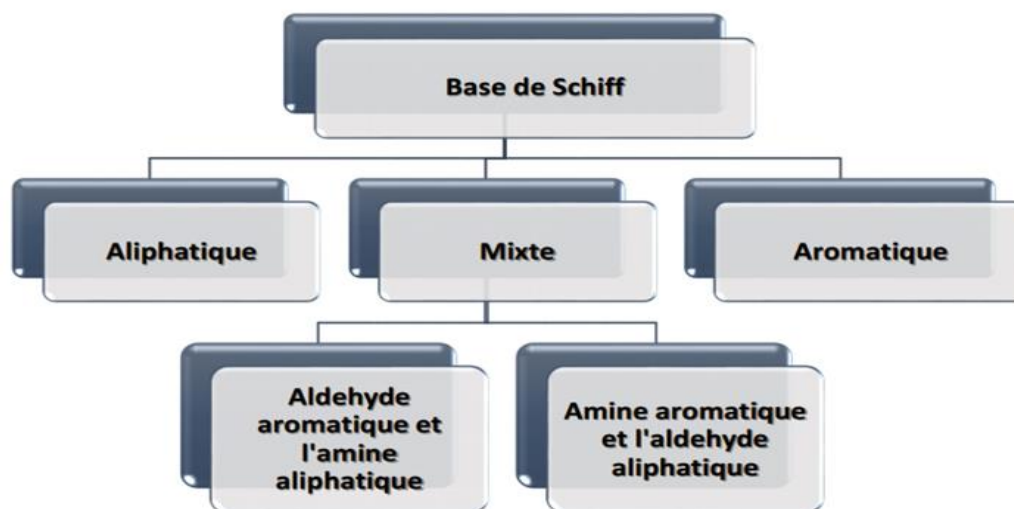 Base de Schiff
Aliphatique
Mixte
Aromatique
Aldehyde
aromatique et
l'amine
aliphatique
Amine aromatique
et l'aldehyde
aliphatique